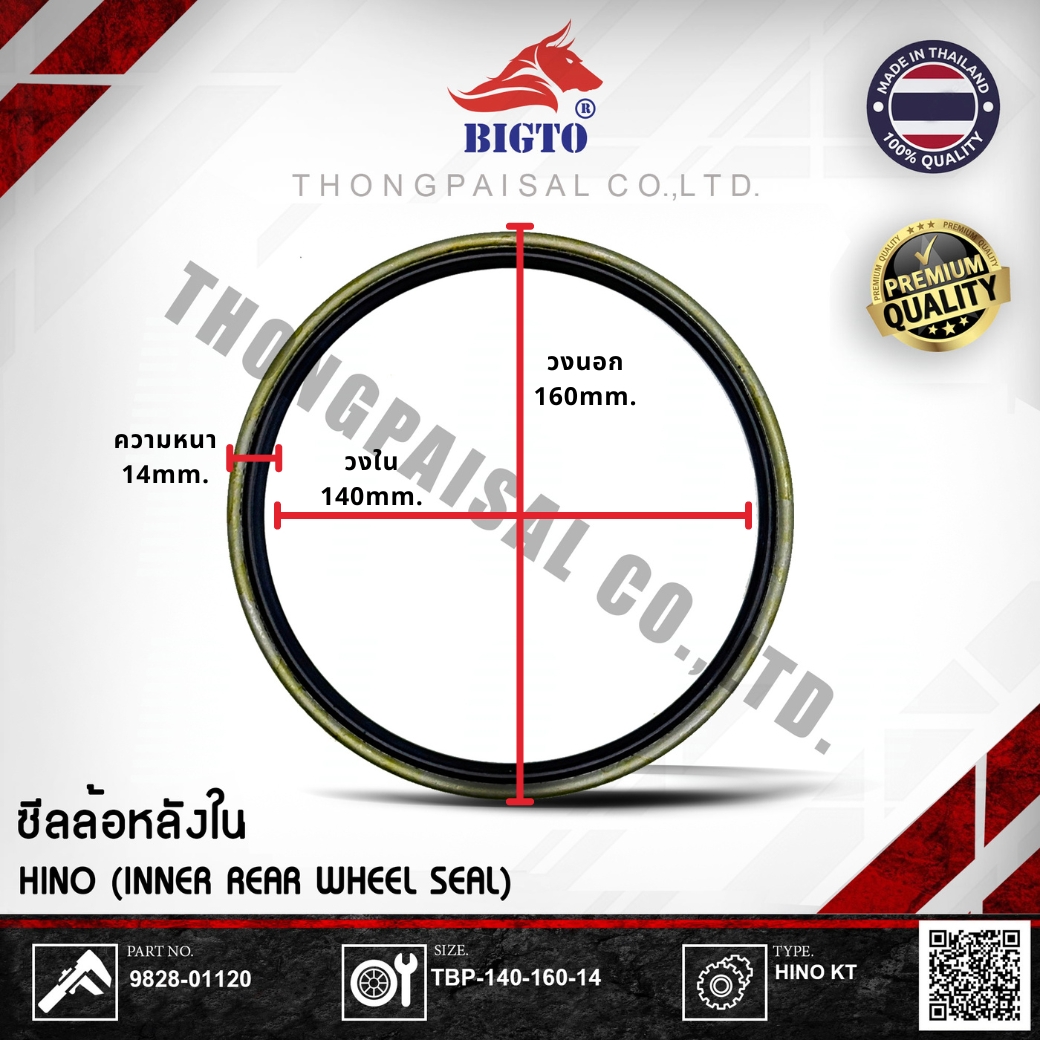 BIGTO
®
THONGPAISAL CO.,LTD.
MADE IN THAILAND
100% QUALITY
PREMIUM QUALITY
PREMIUM QUALITY
PREMIUM
QUALITY
THONGPAISAL CO.,LTD.
วงนอก
160mm.
ความหนา
14mm.
วงใน
140mm.
ซีลล้อหลังใน
HINO (INNER REAR WHEEL SEAL)
PART NO.
9828-01120
SIZE.
TBP-140-160-14
TYPE.
HINO KT